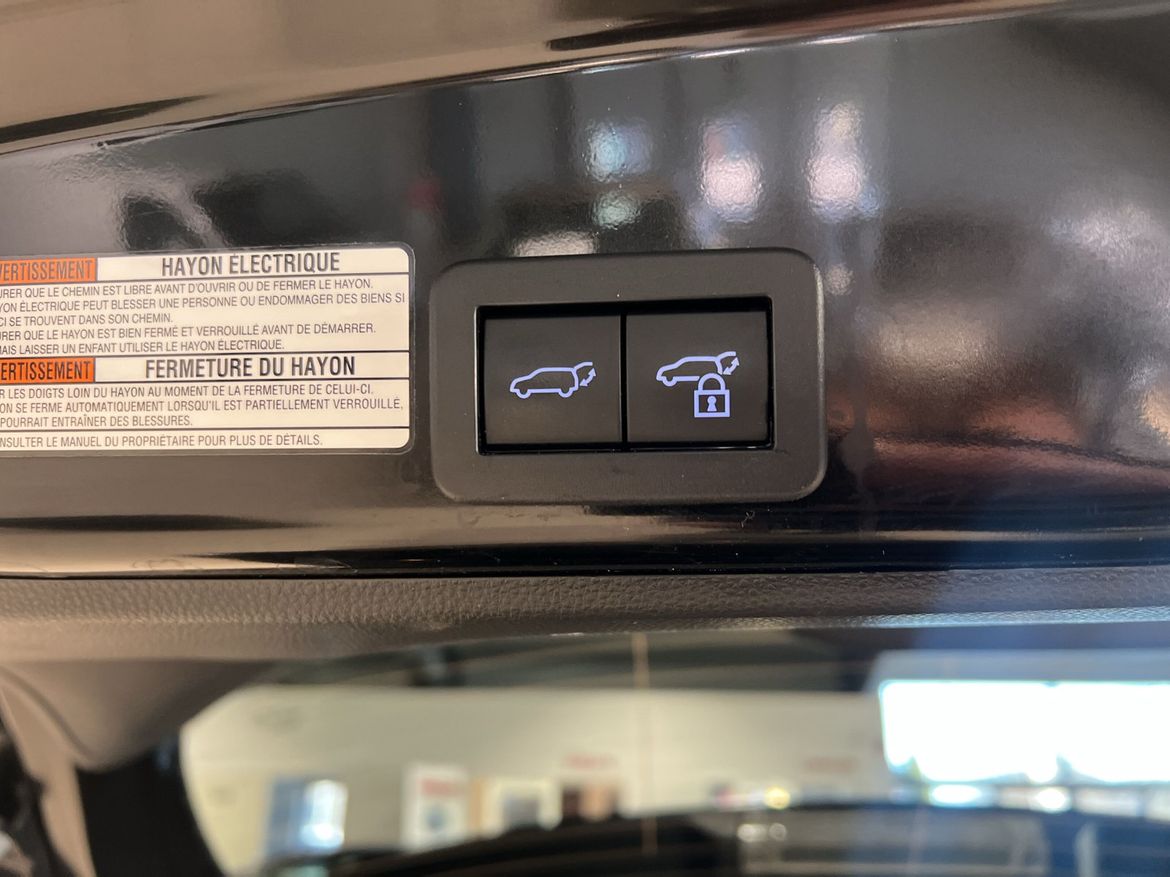 VERTISSEMENT HAYON ÉLECTRIQUE
URER QUE LE CHEMIN EST LIBRE AVANT D'OUVRIR OU DE FERMER LE HAYON.
YON ÉLECTRIQUE PEUT BLESSER UNE PERSONNE OU ENDOMMAGER DES BIENS SI
CI SE TROUVENT DANS SON CHEMIN.
URER QUE LE HAYON EST BIEN FERMÉ ET VERROUILLÉ AVANT DE DÉMARRER.
MAIS LAISSER UN ENFANT UTILISER LE HAYON ÉLECTRIQUE.
ERTISSEMENT FERMETURE DU HAYON
R LES DOIGTS LOIN DU HAYON AU MOMENT DE LA FERMETURE DE CELUI-CI.
ON SE FERME AUTOMATIQUEMENT LORSQU'IL EST PARTIELLEMENT VERROUILLÉ,
POURRAIT ENTRAÎNER DES BLESSURES.
NSULTER LE MANUEL DU PROPRIÉTAIRE POUR PLUS DE DÉTAILS.